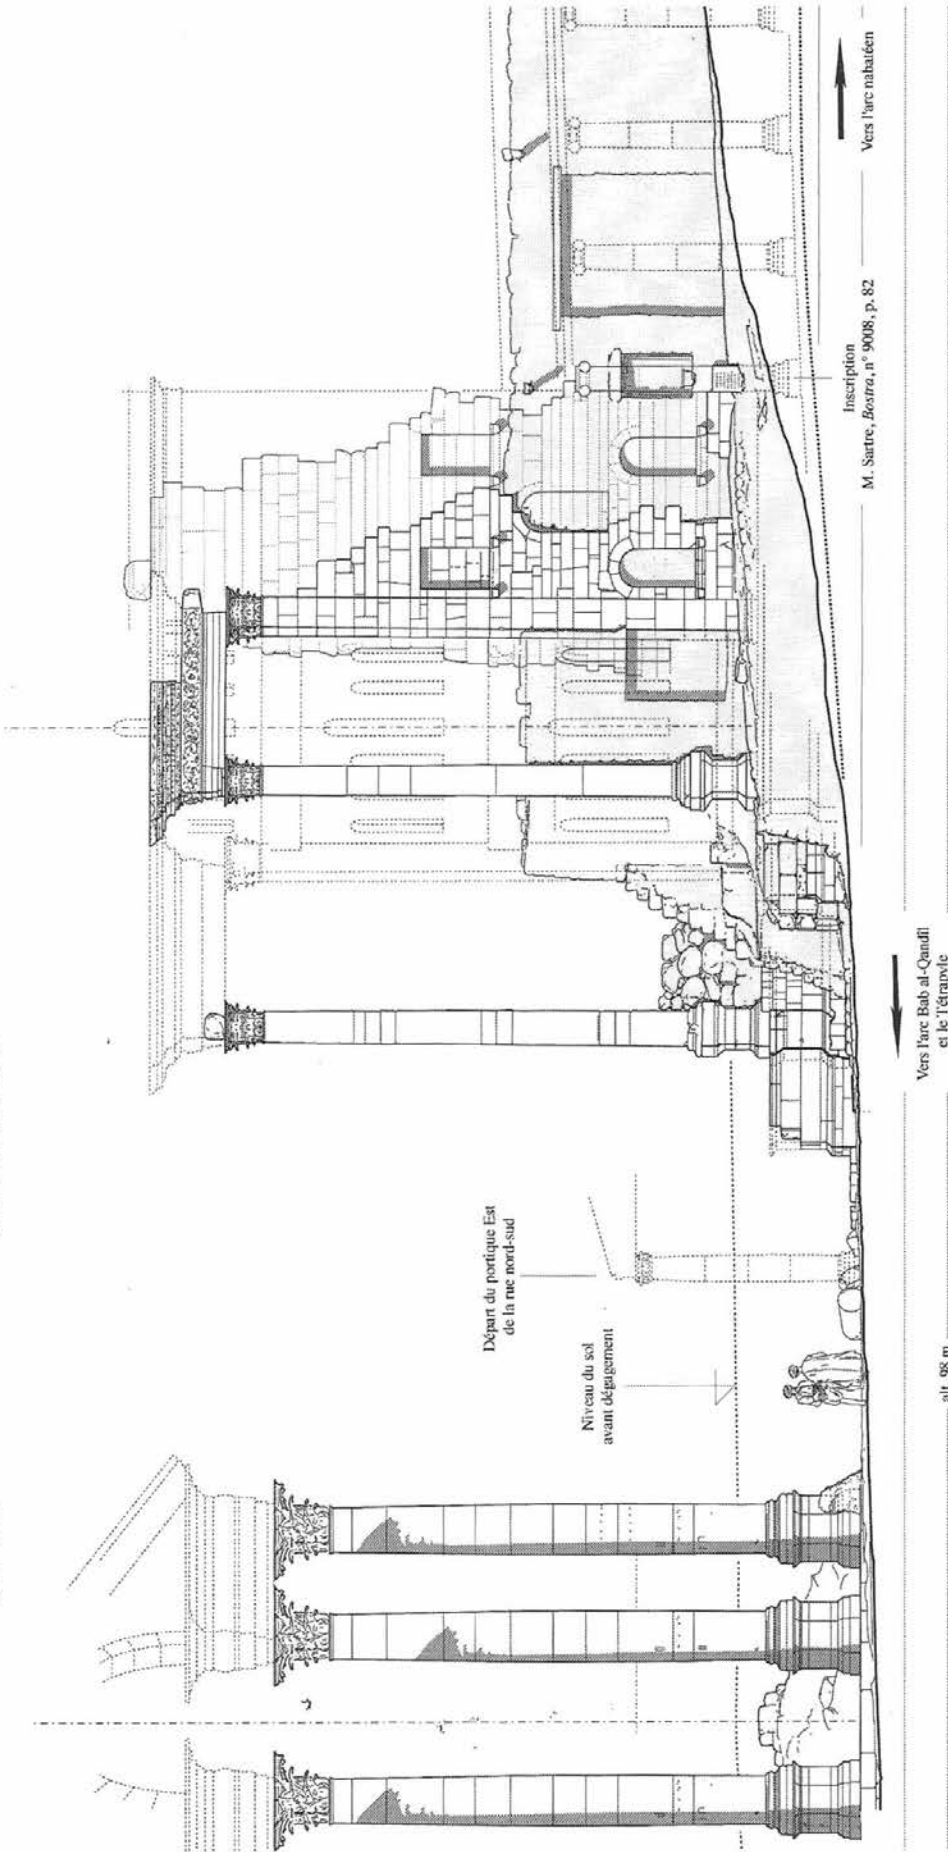 Départ du portique Est
de la rue nord-sud
Niveau du sol
avant dégagement
Vers l'arc Bab al-Qandil
et le Tétrapyle
alt. 98 m
Inscription
M. Sartre, Bostra, n° 9008, p. 82
Vers l'arc nabatéen